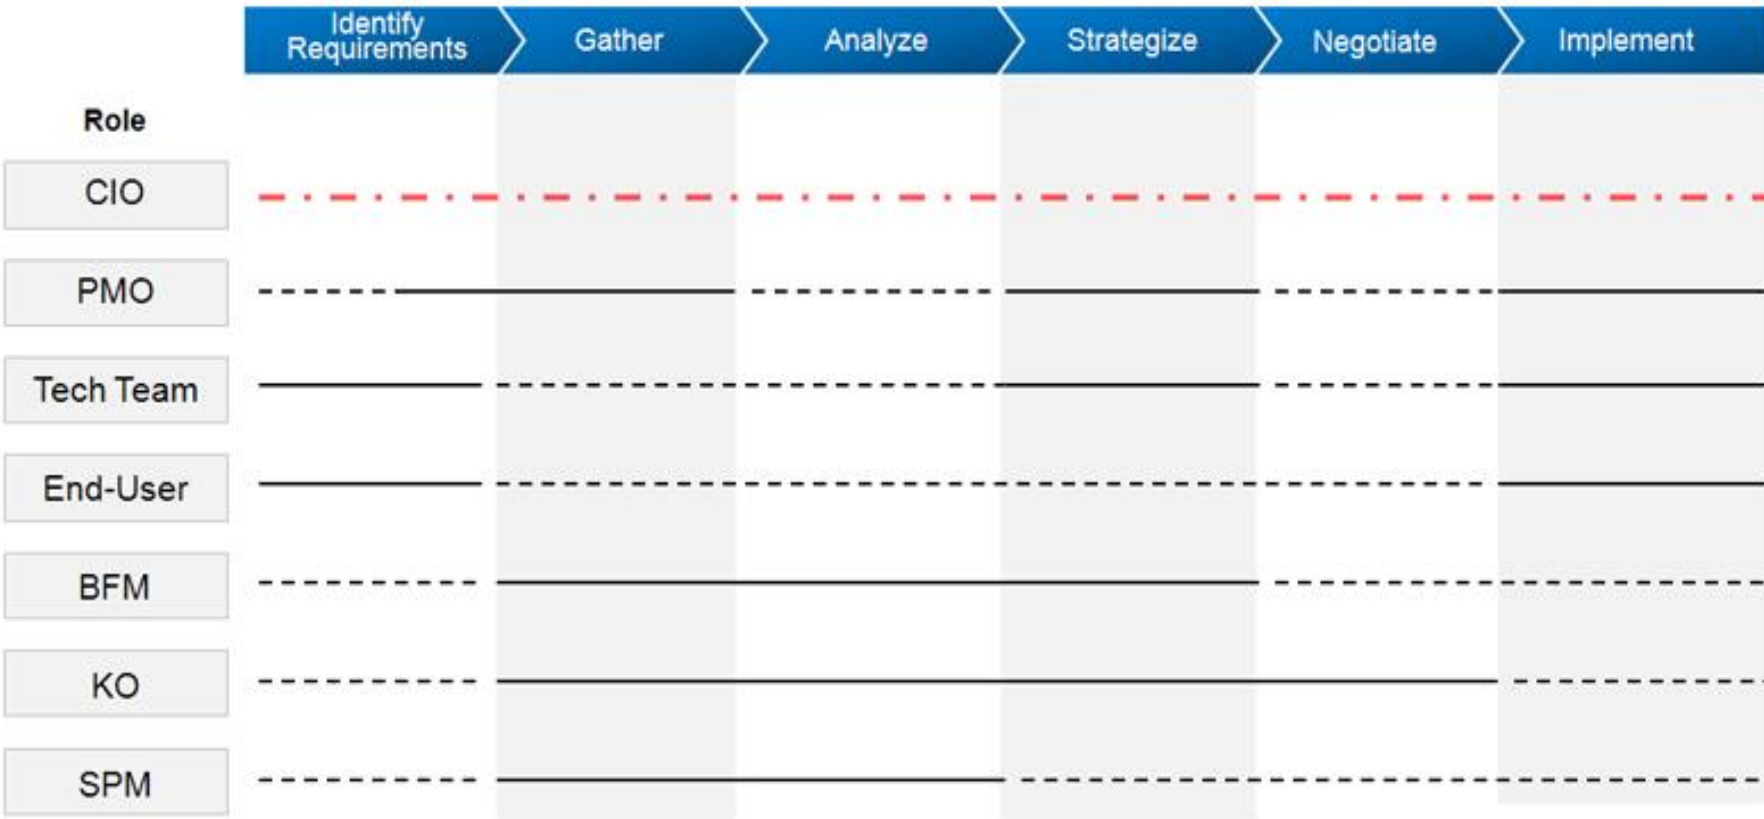 Identify
Requirements
Gather
Analyze
Strategize
Negotiate
Implement
Role
CIO
PMO
Tech Team
End-User
BFM
KO
SPM